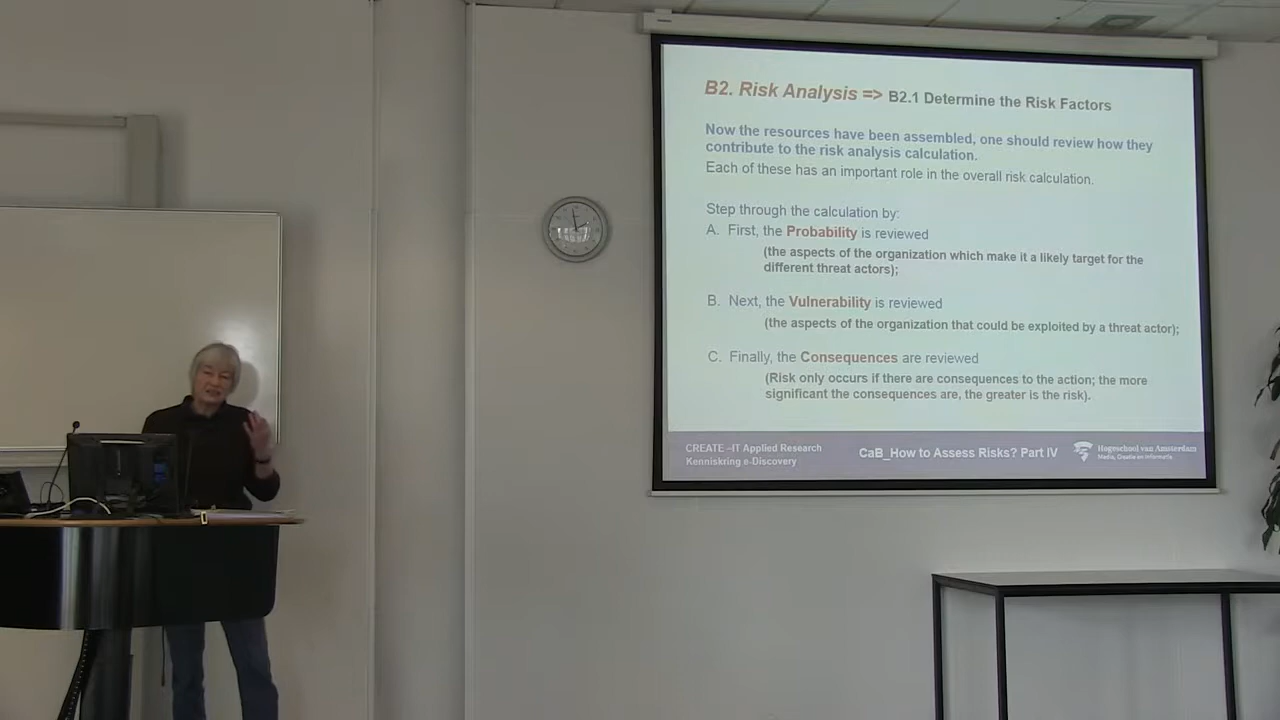 B2. Risk Analysis => B2.1 Determine the Risk Factors
Now the resources have been assembled, one should review how they
contribute to the risk analysis calculation.
Each of these has an important role in the overall risk calculation.
Step through the calculation by:
A. First, the Probability is reviewed
(the aspects of the organization which make it a likely target for the
different threat actors);
B. Next, the Vulnerability is reviewed
(the aspects of the organization that could be exploited by a threat actor);
C. Finally, the Consequences are reviewed
(Risk only occurs if there are consequences to the action; the more
significant the consequences are, the greater is the risk).
CREATE –IT Applied Research
Kenniskring e-Discovery
CaB_How to Assess Risks? Part IV
Hogeschool van Amsterdam
Media, Creatie en Informatie